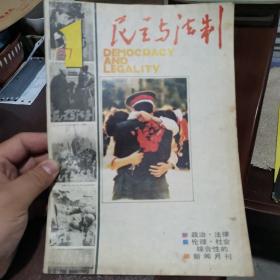 1
87
民主与法制
DEMOCRACY
AND
LEGALITY
政治·法律
伦理·社会
综合性的
新闻月刊